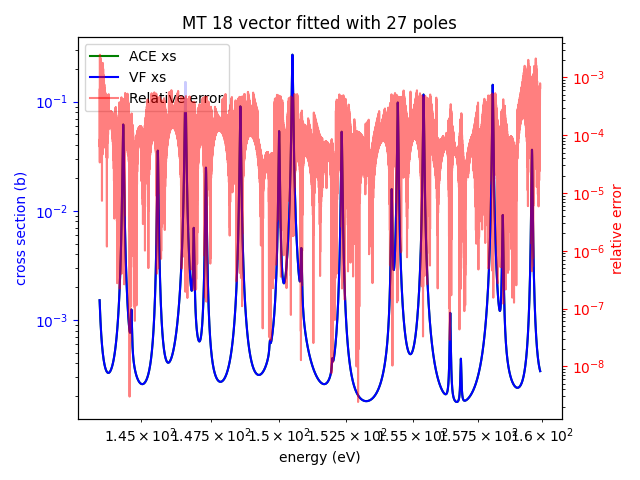 MT 18 vector fitted with 27 poles
ACE xs
VF xs
Relative error
10⁻¹
10⁻²
10⁻³
cross section (b)
10⁻³
10⁻⁴
10⁻⁵
10⁻⁶
10⁻⁷
10⁻⁸
relative error
1.45 × 10² 1.475 × 10² 1.5 × 10² 1.525 × 10² 1.55 × 10² 1.575 × 10² 1.6 × 10²
energy (eV)